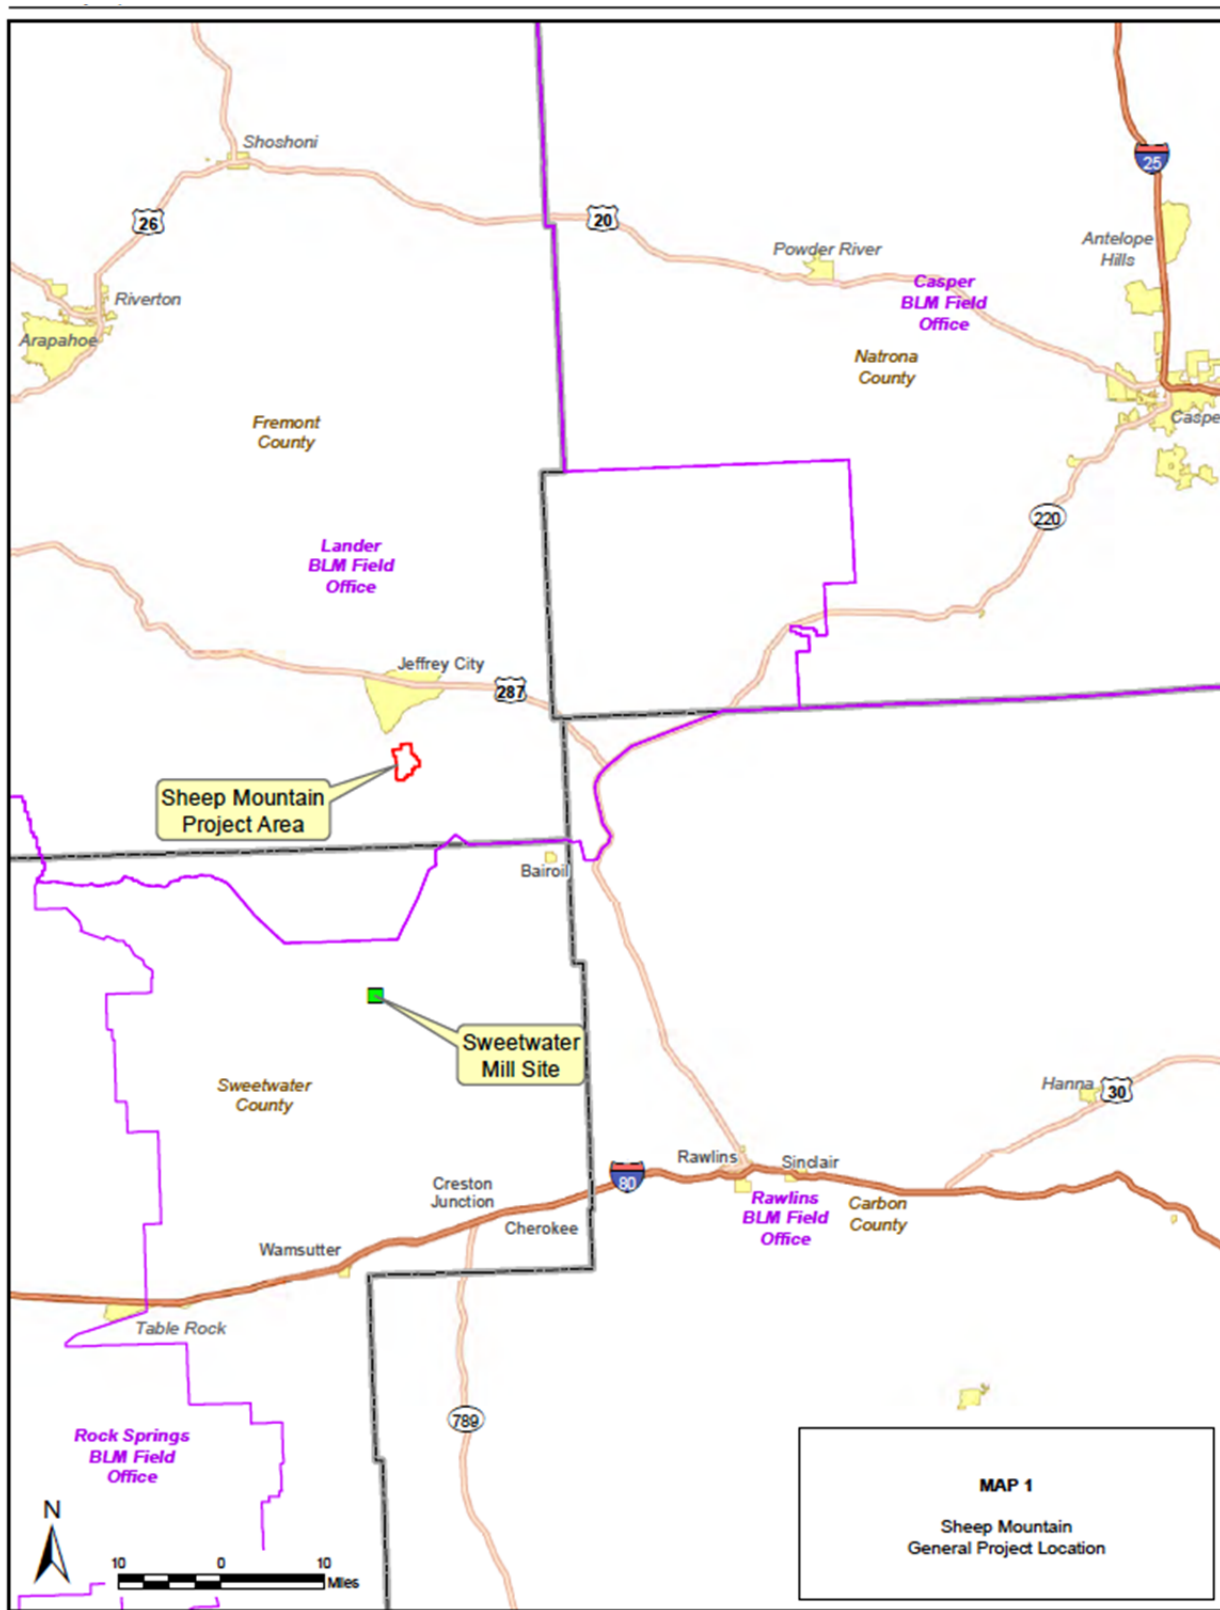 Shoshoni
25
26
20
Antelope
Hills
Powder River
Casper
BLM Field
Office
Riverton
Arapahoe
Natrona
County
Caspe
Fremont
County
220
Lander
BLM Field
Office
Jeffrey City
287
Sheep Mountain
Project Area
Bairoil
Sweetwater
Mill Site
Sweetwater
County
Hanna
30
Rawlins
Sinclair
80
Creston
Junction
Rawlins
BLM Field
Office
Carbon
County
Cherokee
Wamsutter
Table Rock
789
Rock Springs
BLM Field
Office
MAP 1
Sheep Mountain
General Project Location
N
10 0 10
Miles